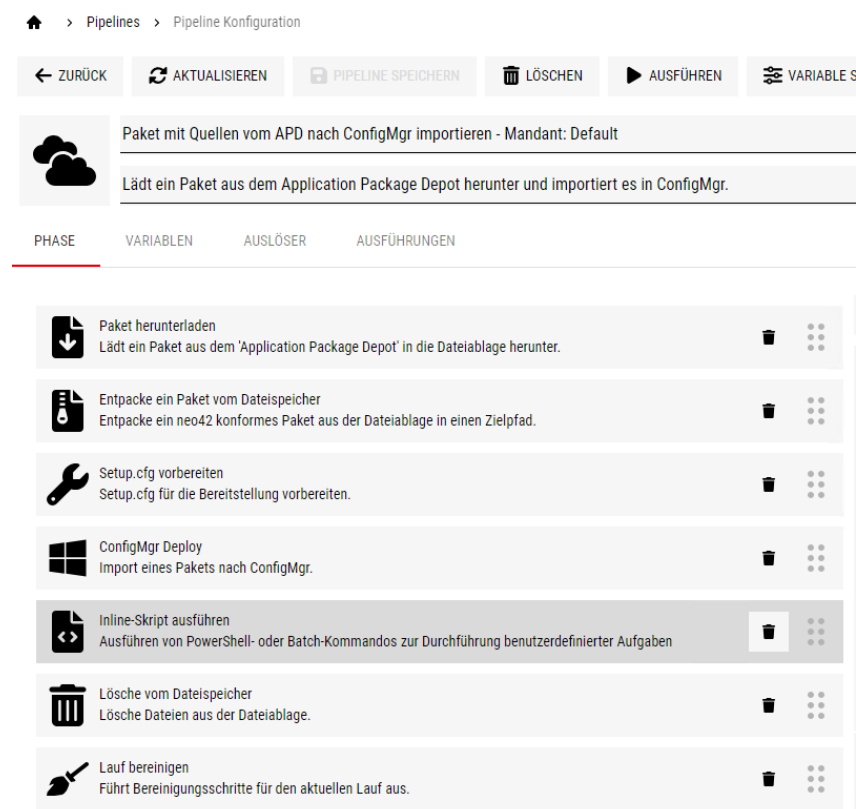 Pipelines > Pipeline Konfiguration
ZURÜCK AKTUALISIEREN PIPELINE SPEICHERN LÖSCHEN AUSFÜHREN VARIABLE S
Paket mit Quellen vom APD nach ConfigMgr importieren - Mandant: Default
Lädt ein Paket aus dem Application Package Depot herunter und importiert es in ConfigMgr.
PHASE VARIABLEN AUSLÖSER AUSFÜHRUNGEN
Paket herunterladen
Lädt ein Paket aus dem 'Application Package Depot' in die Dateiablage herunter.
Entpacke ein Paket vom Dateispeicher
Entpacke ein neo42 konformes Paket aus der Dateiablage in einen Zielpfad.
Setup.cfg vorbereiten
Setup.cfg für die Bereitstellung vorbereiten.
ConfigMgr Deploy
Import eines Pakets nach ConfigMgr.
Inline-Skript ausführen
Ausführen von PowerShell- oder Batch-Kommandos zur Durchführung benutzerdefinierter Aufgaben
Lösche vom Dateispeicher
Lösche Dateien aus der Dateiablage.
Lauf bereinigen
Führt Bereinigungsschritte für den aktuellen Lauf aus.